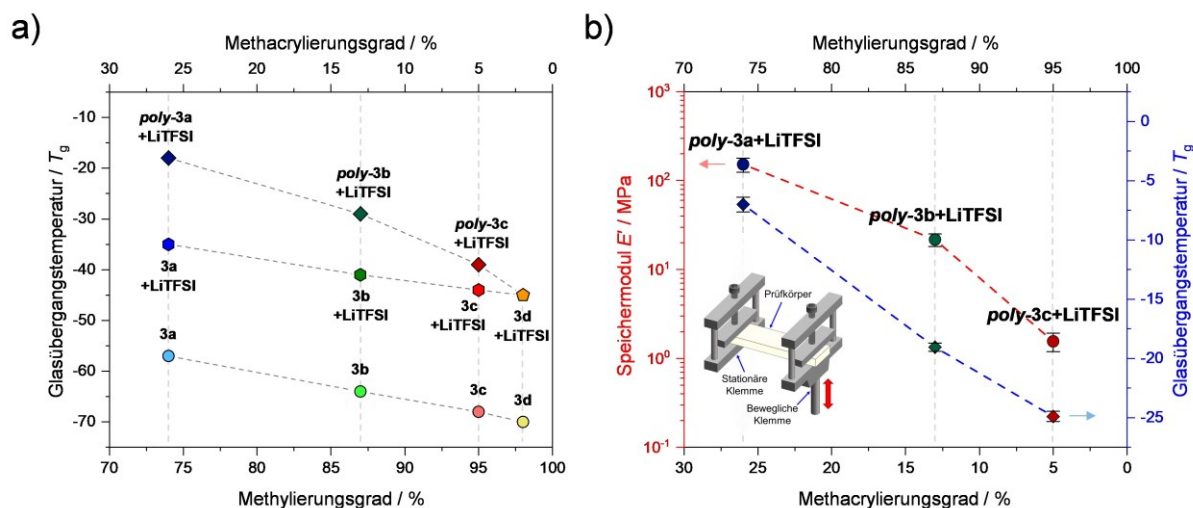 a)
Methacrylierungsgrad / %
30 25 20 15 10 5 0
Glasübergangstemperatur / Tg
-10
-20
-30
-40
-50
-60
-70
poly-3a
+LiTFSI
poly-3b
+LiTFSI
poly-3c
+LiTFSI
3a
+LiTFSI
3b
+LiTFSI
3c
+LiTFSI
3d
+LiTFSI
3a
3b
3c
3d
70 75 80 85 90 95 100
Methylierungsgrad / %
b)
Methylierungsgrad / %
70 75 80 85 90 95 100
Speichermodul E' / MPa
10³
10²
10¹
10⁰
10⁻¹
poly-3a+LiTFSI
poly-3b+LiTFSI
poly-3c+LiTFSI
Prüfkörper
Stationäre
Klemme
Bewegliche
Klemme
0
-5
-10
-15
-20
-25
Glasübergangstemperatur / Tg
30 25 20 15 10 5 0
Methacrylierungsgrad / %